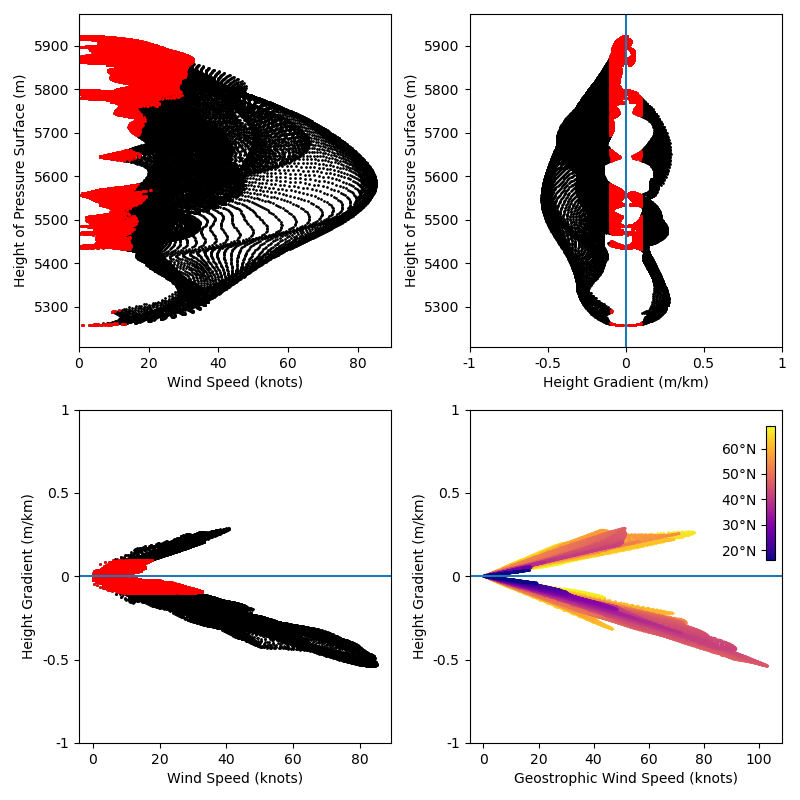 5900
5800
5700
5600
5500
5400
5300
Height of Pressure Surface (m)
0 20 40 60 80
Wind Speed (knots)
5900
5800
5700
5600
5500
5400
5300
Height of Pressure Surface (m)
-1 -0.5 0 0.5 1
Height Gradient (m/km)
1
0.5
0
-0.5
-1
Height Gradient (m/km)
0 20 40 60 80
Wind Speed (knots)
1
0.5
0
-0.5
-1
Height Gradient (m/km)
60°N
50°N
40°N
30°N
20°N
0 20 40 60 80 100
Geostrophic Wind Speed (knots)